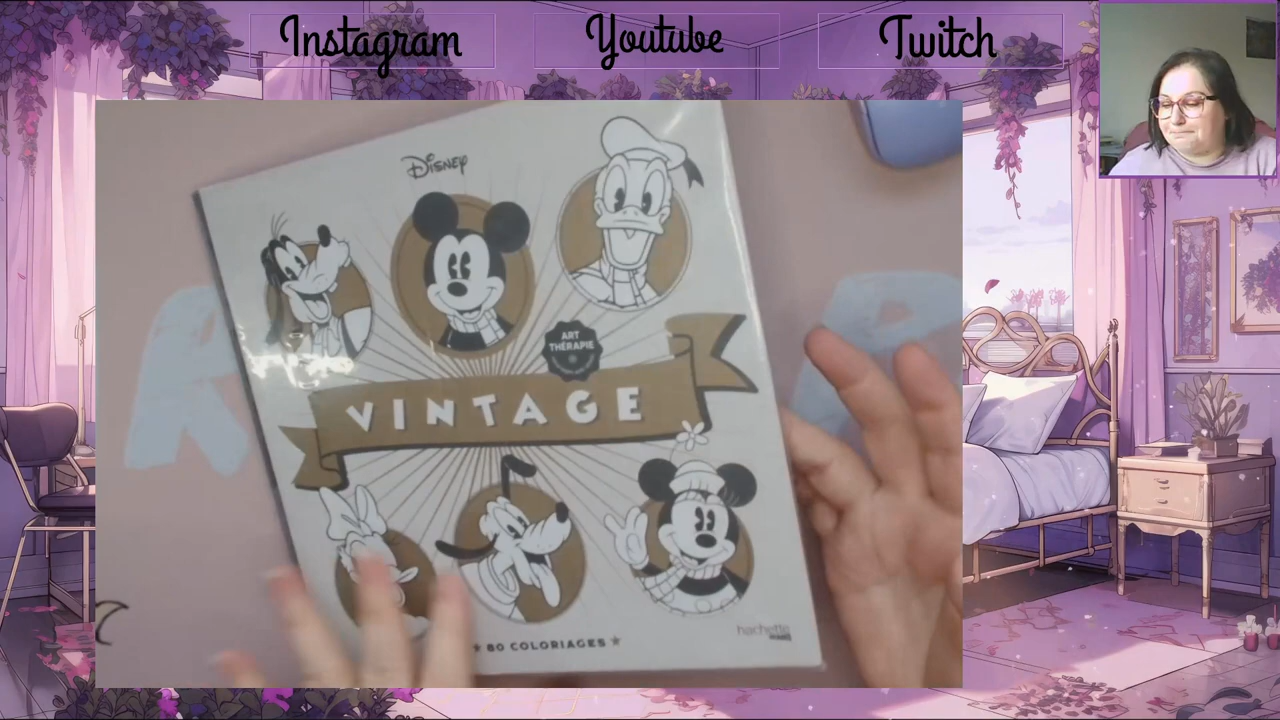 Instagram Youtube Twitch
Disney
ART
THÉRAPIE
VINTAGE
80 COLORIAGES
hachette